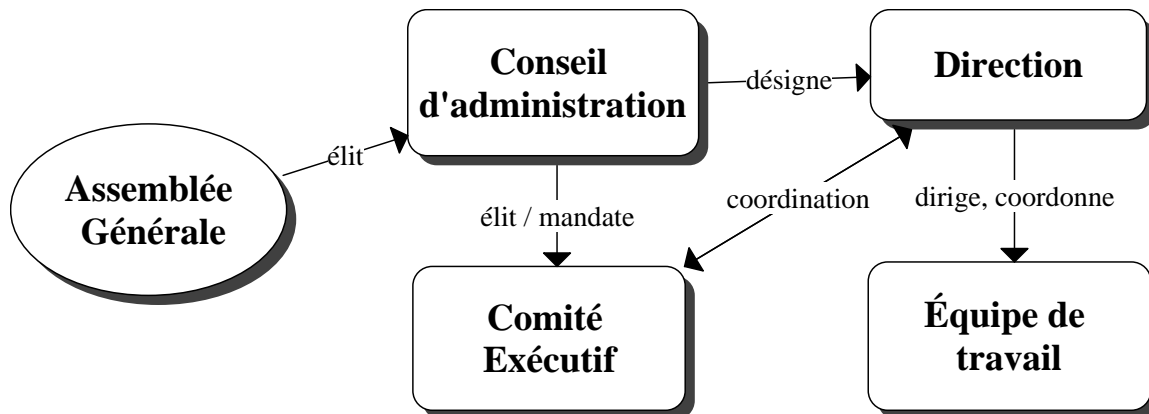 Conseil
d'administration
Direction
désigne
élit
Assemblée
Générale
élit / mandate
coordination
dirige, coordonne
Comité
Exécutif
Équipe de
travail